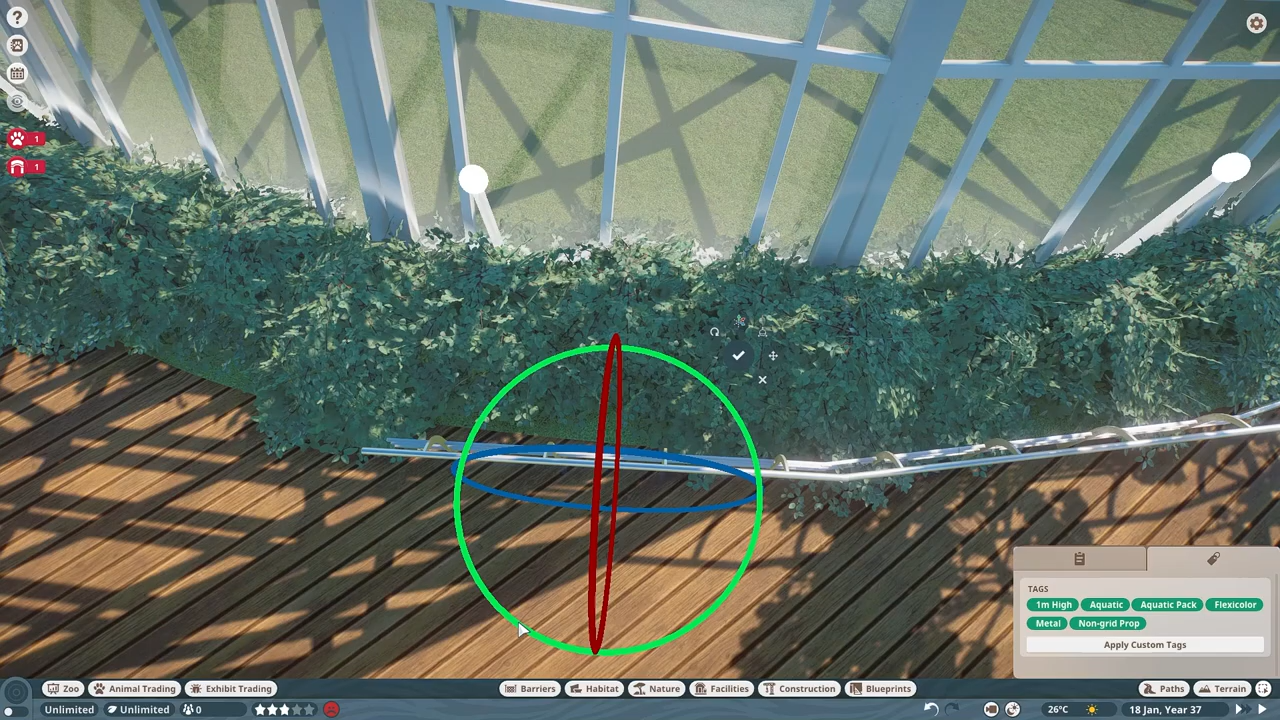 ?
1
1
TAGS
1m High Aquatic Aquatic Pack Flexicolor
Metal Non-grid Prop
Apply Custom Tags
Zoo Animal Trading Exhibit Trading Barriers Habitat Nature Facilities Construction Blueprints Paths Terrain
Unlimited Unlimited 0 26°C 18 Jan, Year 37